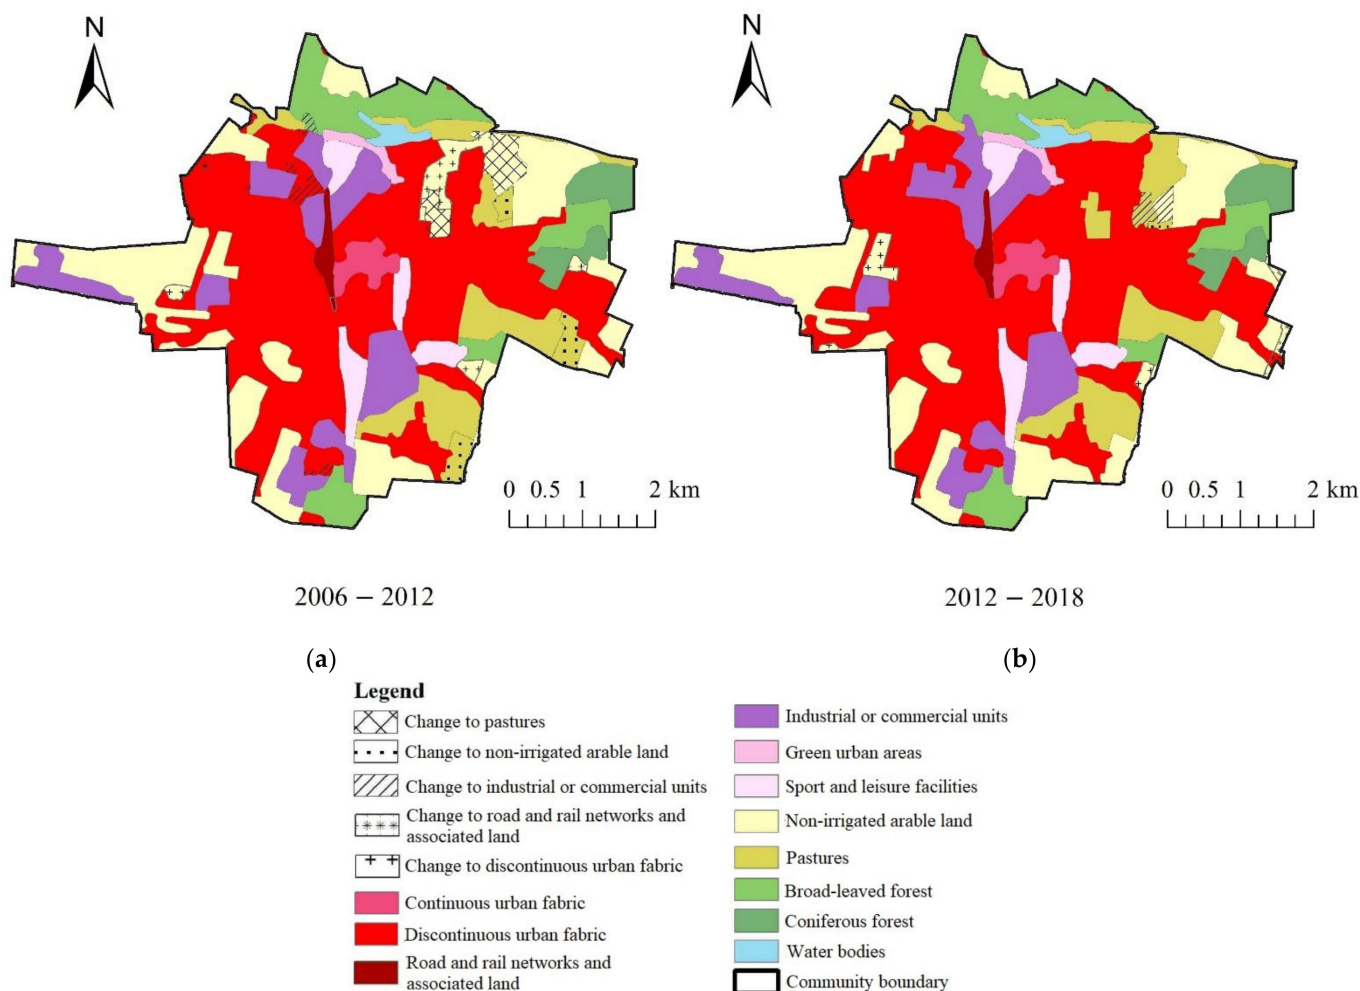 N
N
0 0.5 1 2 km
0 0.5 1 2 km
2006 – 2012
2012 – 2018
(a)
(b)
Legend
Change to pastures
Change to non-irrigated arable land
Change to industrial or commercial units
Change to road and rail networks and
associated land
Change to discontinuous urban fabric
Continuous urban fabric
Discontinuous urban fabric
Road and rail networks and
associated land
Industrial or commercial units
Green urban areas
Sport and leisure facilities
Non-irrigated arable land
Pastures
Broad-leaved forest
Coniferous forest
Water bodies
Community boundary